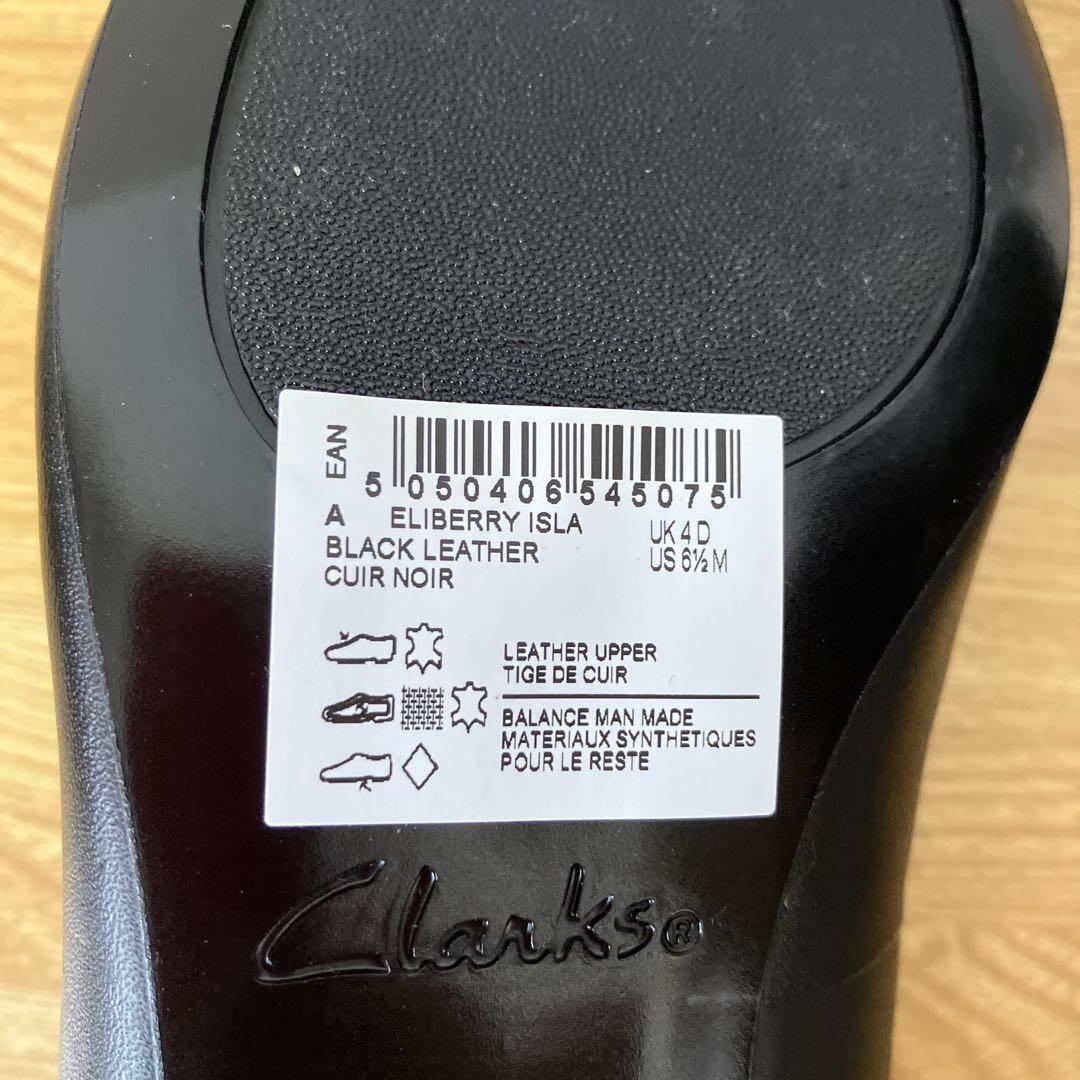 EAN
5 050406 545075
A ELIBERRY ISLA
UK 4 D
BLACK LEATHER
US 6½ M
CUIR NOIR
LEATHER UPPER
TIGE DE CUIR
BALANCE MAN MADE
MATERIAUX SYNTHETIQUES
POUR LE RESTE
Clarks®